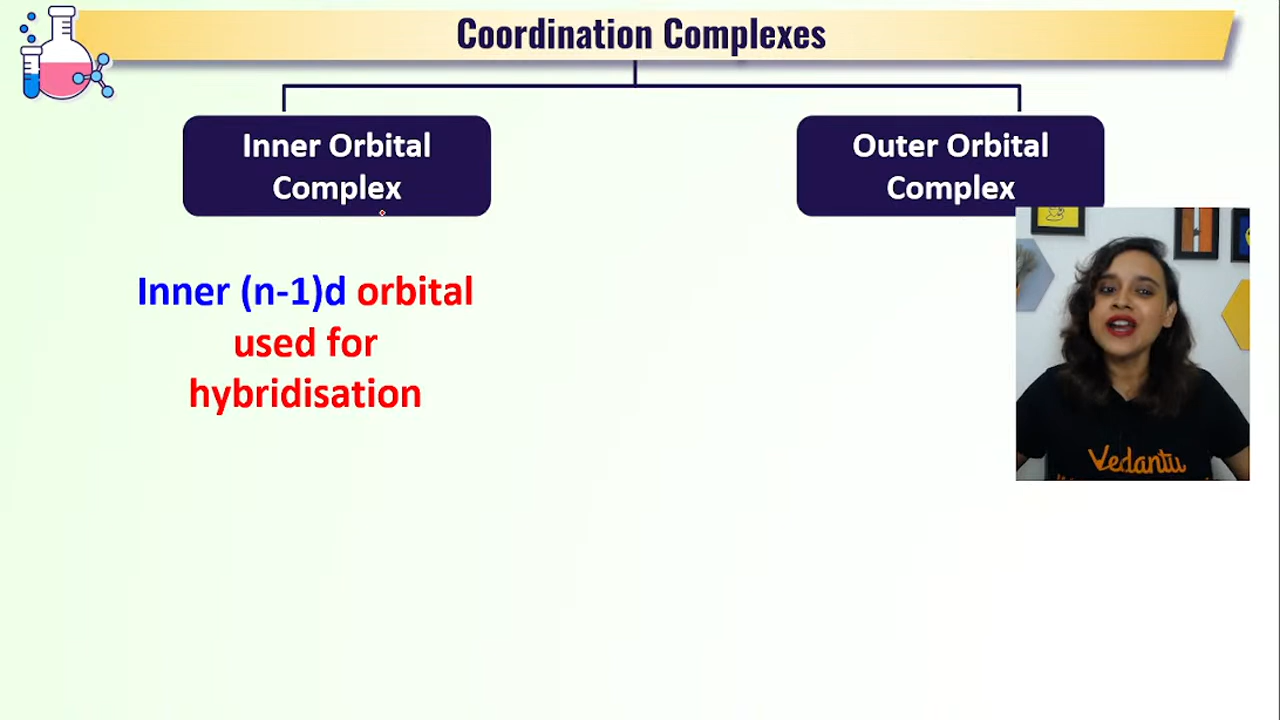 Coordination Complexes
Inner Orbital
Complex
Outer Orbital
Complex
Inner (n-1)d orbital
used for
hybridisation
Vedantu